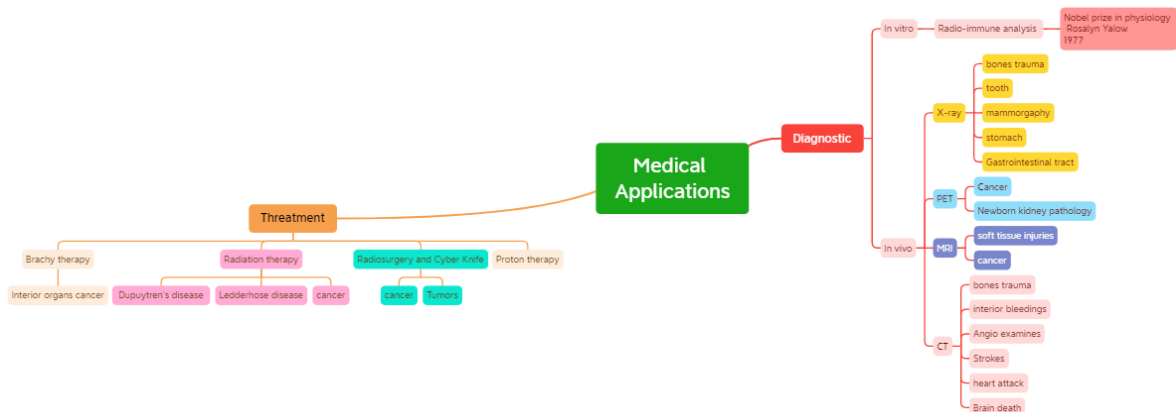 Medical
Applications
Diagnostic
In vitro
Radio-immune analysis
Nobel prize in physiology
Rosalyn Yalow
1977
In vivo
X-ray
bones trauma
tooth
mammorgaphy
stomach
Gastrointestinal tract
PET
Cancer
Newborn kidney pathology
MRI
soft tissue injuries
cancer
CT
bones trauma
interior bleedings
Angio examines
Strokes
heart attack
Brain death
Threatment
Brachy therapy
Interior organs cancer
Radiation therapy
Dupuytren's disease
Ledderhose disease
cancer
Radiosurgery and Cyber Knife
cancer
Tumors
Proton therapy